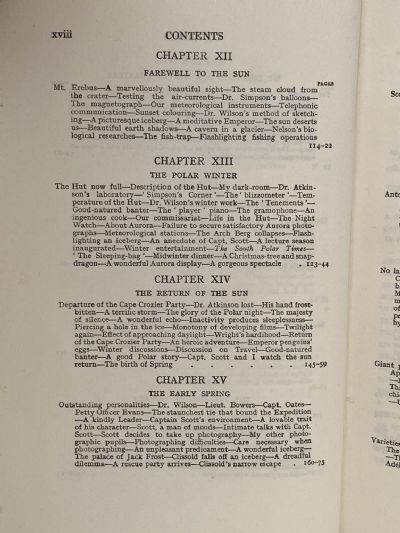 xviii CONTENTS
CHAPTER XII
FAREWELL TO THE SUN
PAGES
Mt. Erebus—A marvellously beautiful sight—The steam cloud from
the crater—Testing the air-currents—Dr. Simpson's balloons—
The magnetograph—Our meteorological instruments—Telephonic
communication—Sunset colouring—Dr. Wilson's method of sketch-
ing—A picturesque iceberg—A meditative Emperor—The sun deserts
us—Beautiful earth shadows—A cavern in a glacier—Nelson's bio-
logical researches—The fish-trap—Flashlighting fishing operations
114-22
CHAPTER XIII
THE POLAR WINTER
The Hut now full—Description of the Hut—My dark-room—Dr. Atkin-
son's laboratory—' Simpson's Corner '—The ' blizzometer '—Tem-
perature of the Hut—Dr. Wilson's winter work—The ' Tenements '—
Good-natured banter—The ' player ' piano—The gramophone—An
ingenious cook—Our commissariat—Life in the Hut—The Night
Watch—About Aurora—Failure to secure satisfactory Aurora photo-
graphs—Meteorological stations—The Arch Berg collapses—Flash-
lighting an iceberg—An anecdote of Capt. Scott—A lecture season
inaugurated—Winter entertainment—The South Polar Times—
' The Sleeping-bag '—Midwinter dinner—A Christmas-tree and snap-
dragon—A wonderful Aurora display—A gorgeous spectacle . 123-44
CHAPTER XIV
THE RETURN OF THE SUN
Departure of the Cape Crozier Party—Dr. Atkinson lost—His hand frost-
bitten—A terrific storm—The glory of the Polar night—The majesty
of silence—A wonderful echo—Inactivity produces sleeplessness—
Piercing a hole in the ice—Monotony of developing films—Twilight
again—Effect of approaching daylight—Wright's hardihood—Return
of the Cape Crozier Party—An heroic adventure—Emperor penguins'
eggs—Winter discussions—Discussion on Travel—Good-natured
banter—A good Polar story—Capt. Scott and I watch the sun
return—The birth of Spring . . . . . 145-59
CHAPTER XV
THE EARLY SPRING
Outstanding personalities—Dr. Wilson—Lieut. Bowers—Capt. Oates—
Petty Officer Evans—The staunchest tie that bound the Expedition
—A kindly Leader—Captain Scott's environment—A lovable trait
of his character—Scott, a man of moods—Intimate talks with Capt.
Scott—Scott decides to take up photography—My other photo-
graphic pupils—Photographing difficulties—Care necessary when
photographing—An unpleasant predicament—A wonderful iceberg—
The palace of Jack Frost—Clissold falls off an iceberg—A dreadful
dilemma—A rescue party arrives—Clissold's narrow escape . 160-75
Sc
Anto
No in
Giant p
Varieties